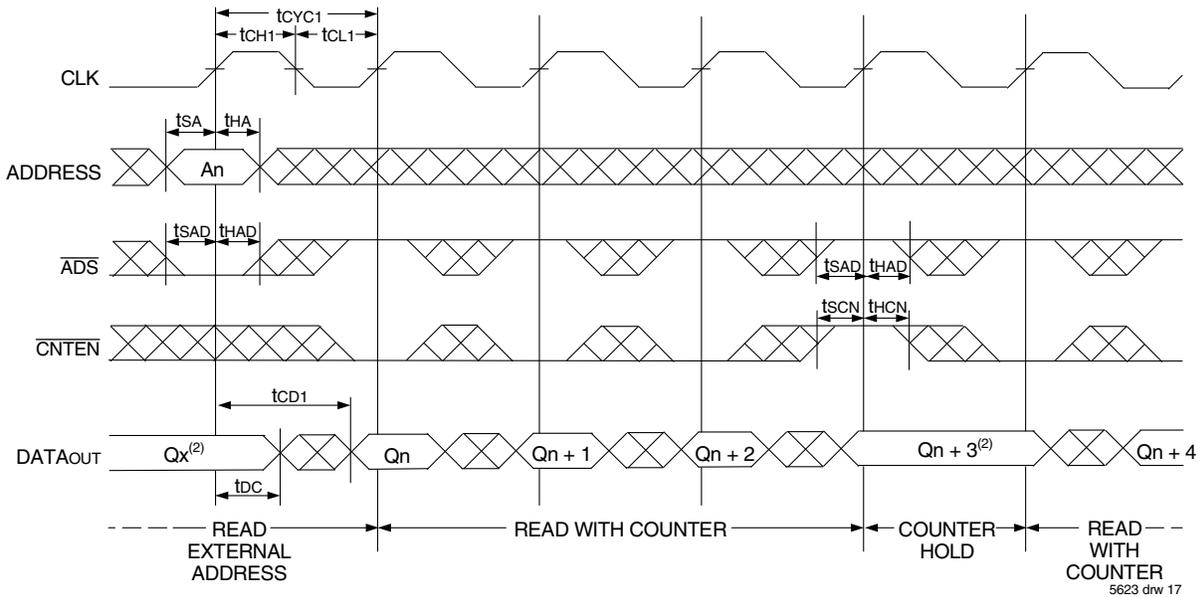 tCYC1
tCH1 tCL1
CLK
tSA tHA
ADDRESS An
tSAD tHAD
ADS
tSAD tHAD
tSCN tHCN
CNTEN
tCD1
DATAOUT Qx(2) Qn Qn + 1 Qn + 2 Qn + 3(2) Qn + 4
tDC
READ EXTERNAL ADDRESS
READ WITH COUNTER
COUNTER HOLD
READ WITH COUNTER
5623 drw 17